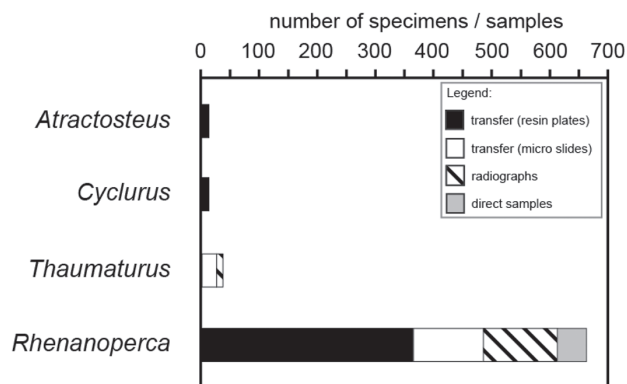 number of specimens / samples
0 100 200 300 400 500 600 700
Legend:
transfer (resin plates)
transfer (micro slides)
radiographs
direct samples
Atractosteus
Cyclurus
Thaumaturus
Rhenanoperca